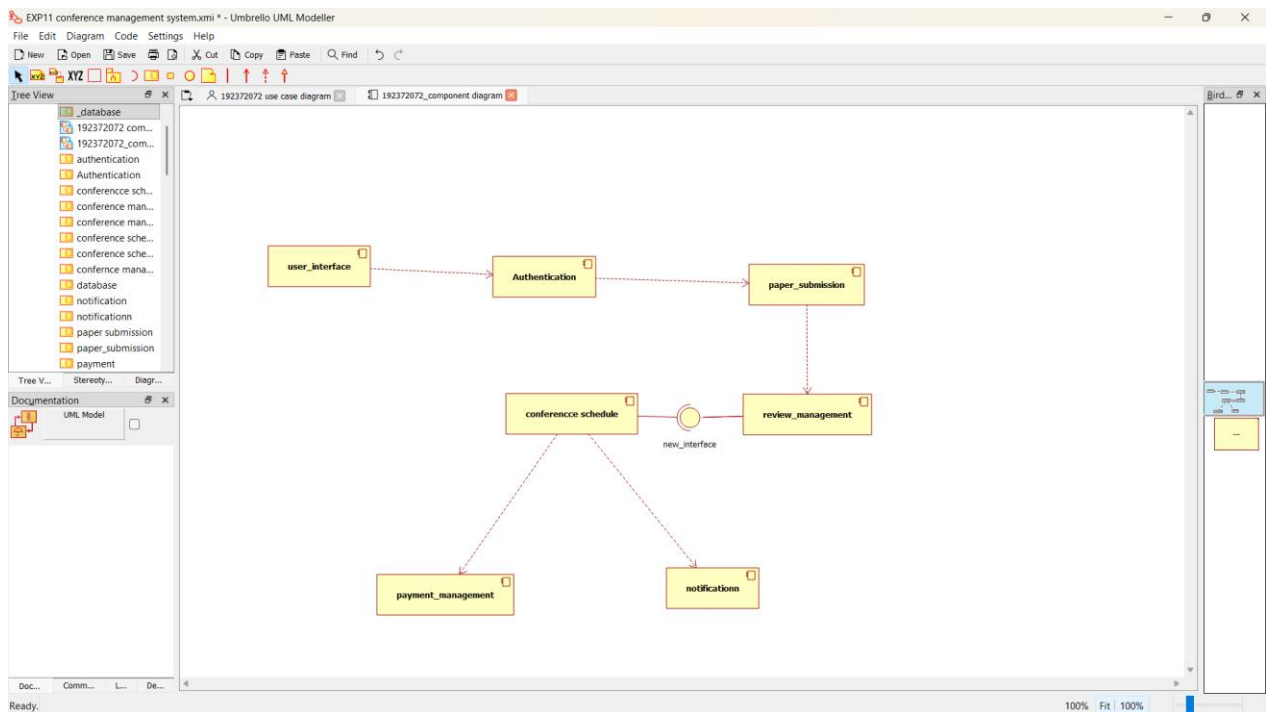 EXP11 conference management system.xmi * - Umbrello UML Modeller
File Edit Diagram Code Settings Help
New Open Save Cut Copy Paste Find
XYZ XYZ
Tree View
192372072 use case diagram 192372072_component diagram
Bird...
_database
192372072 com...
192372072_com...
authentication
Authentication
conferencce sch...
conference man...
conference man...
conference sche...
conference sche...
confernce mana...
database
notification
notificationn
paper submission
paper_submission
payment
Tree V... Stereoty... Diagr...
Documentation
UML Model
user_interface
Authentication
paper_submission
conferencce schedule
new_interface
review_management
payment_management
notificationn
Doc... Comm... L... De...
Ready.
100% Fit 100%